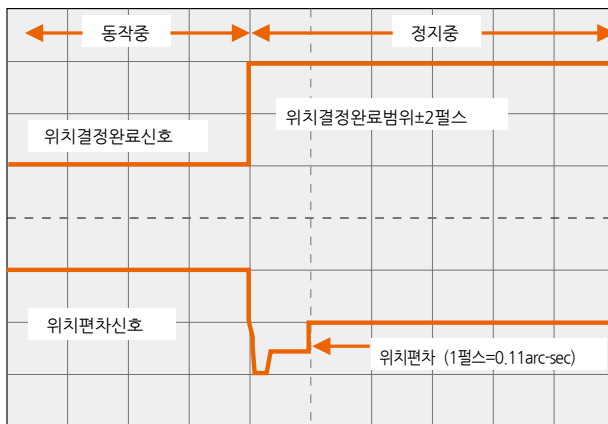 동작중
정지중
위치결정완료신호
위치결정완료범위±2펄스
위치편차신호
위치편차 (1펄스=0.11arc-sec)